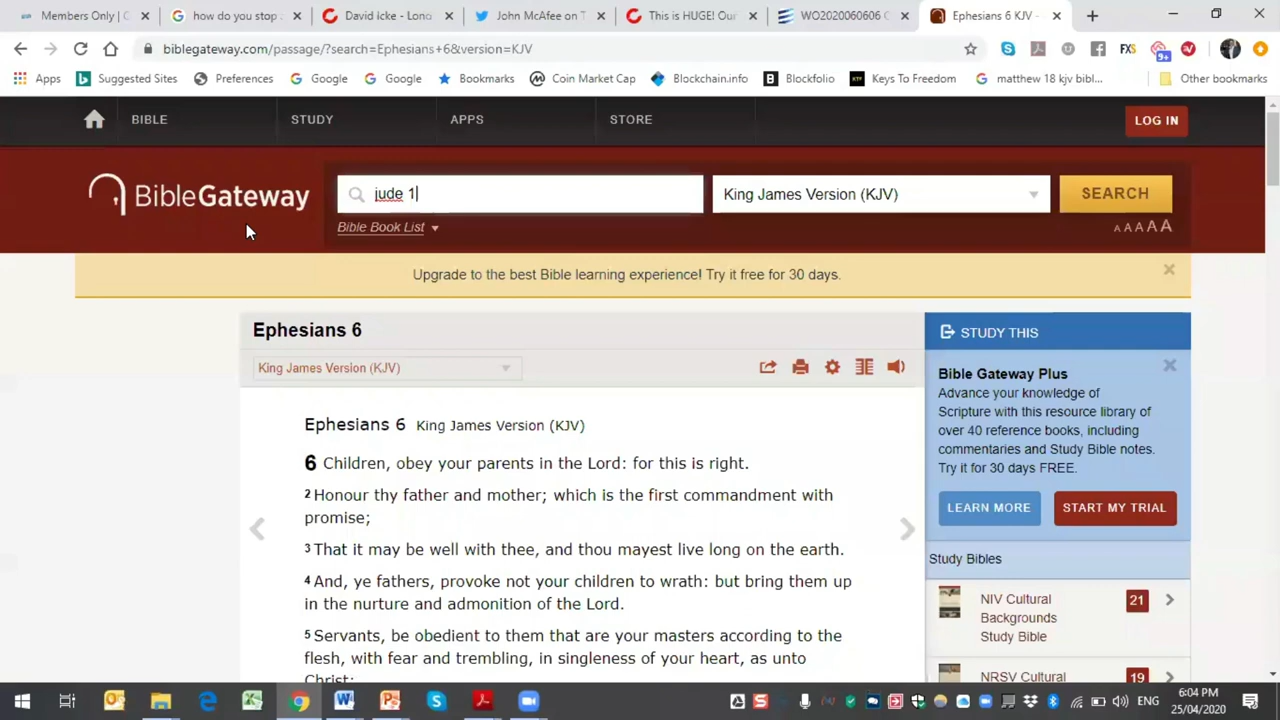 Members Only | G
how do you stop
David icke - Lon
John McAfee on T
This is HUGE! Our
WO2020060606 C
Ephesians 6 KJV -
biblegateway.com/passage/?search=Ephesians+6&version=KJV
FXS
9+
Apps
Suggested Sites
Preferences
Google
Google
Bookmarks
Coin Market Cap
Blockchain.info
Blockfolio
Keys To Freedom
matthew 18 kjv bibl...
Other bookmarks
BIBLE
STUDY
APPS
STORE
LOG IN
BibleGateway
jude 1
King James Version (KJV)
SEARCH
Bible Book List
A A A A A
Upgrade to the best Bible learning experience! Try it free for 30 days.
Ephesians 6
King James Version (KJV)
Ephesians 6 King James Version (KJV)
6 Children, obey your parents in the Lord: for this is right.
2 Honour thy father and mother; which is the first commandment with
promise;
3 That it may be well with thee, and thou mayest live long on the earth.
4 And, ye fathers, provoke not your children to wrath: but bring them up
in the nurture and admonition of the Lord.
5 Servants, be obedient to them that are your masters according to the
flesh, with fear and trembling, in singleness of your heart, as unto
Christ;
STUDY THIS
Bible Gateway Plus
Advance your knowledge of
Scripture with this resource library of
over 40 reference books, including
commentaries and Study Bible notes.
Try it for 30 days FREE.
LEARN MORE
START MY TRIAL
Study Bibles
NIV Cultural
Backgrounds
Study Bible
21
NRSV Cultural
19
ENG
6:04 PM
25/04/2020